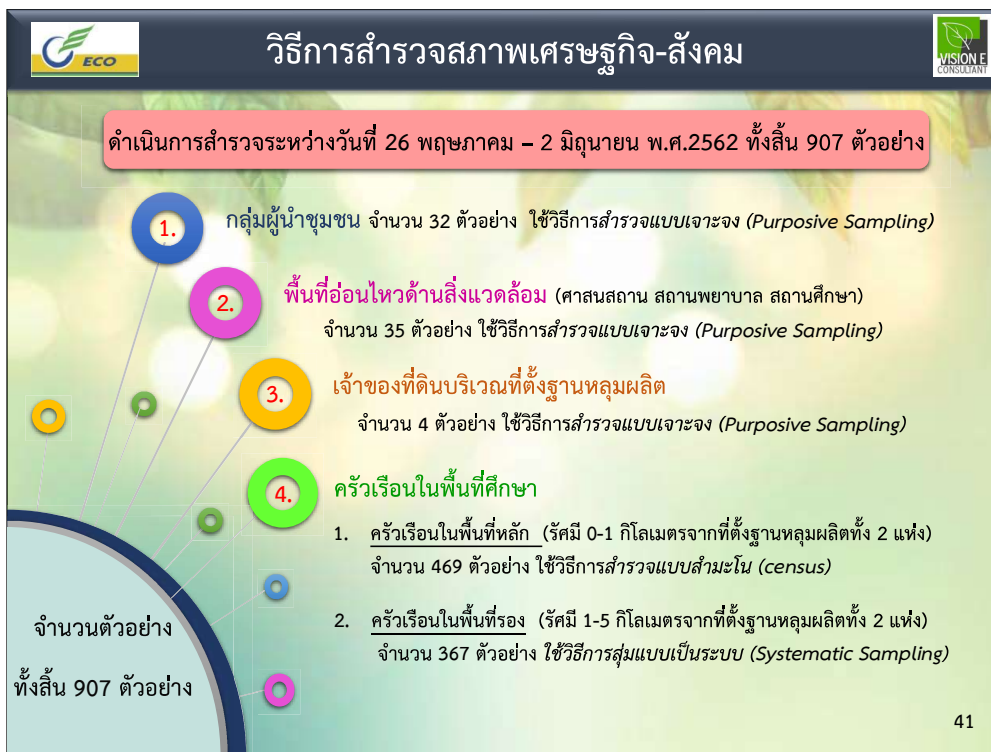 ECO
วิธีการสำรวจสภาพเศรษฐกิจ-สังคม
VISION E
CONSULTANT
ดำเนินการสำรวจระหว่างวันที่ 26 พฤษภาคม – 2 มิถุนายน พ.ศ.2562 ทั้งสิ้น 907 ตัวอย่าง
1. กลุ่มผู้นำชุมชน จำนวน 32 ตัวอย่าง ใช้วิธีการสำรวจแบบเจาะจง (Purposive Sampling)
2. พื้นที่อ่อนไหวด้านสิ่งแวดล้อม (ศาสนสถาน สถานพยาบาล สถานศึกษา)
จำนวน 35 ตัวอย่าง ใช้วิธีการสำรวจแบบเจาะจง (Purposive Sampling)
3. เจ้าของที่ดินบริเวณที่ตั้งฐานหลุมผลิต
จำนวน 4 ตัวอย่าง ใช้วิธีการสำรวจแบบเจาะจง (Purposive Sampling)
4. ครัวเรือนในพื้นที่ศึกษา
1. ครัวเรือนในพื้นที่หลัก (รัศมี 0-1 กิโลเมตรจากที่ตั้งฐานหลุมผลิตทั้ง 2 แห่ง)
จำนวน 469 ตัวอย่าง ใช้วิธีการสำรวจแบบสำมะโน (census)
2. ครัวเรือนในพื้นที่รอง (รัศมี 1-5 กิโลเมตรจากที่ตั้งฐานหลุมผลิตทั้ง 2 แห่ง)
จำนวน 367 ตัวอย่าง ใช้วิธีการสุ่มแบบเป็นระบบ (Systematic Sampling)
จำนวนตัวอย่าง
ทั้งสิ้น 907 ตัวอย่าง
41